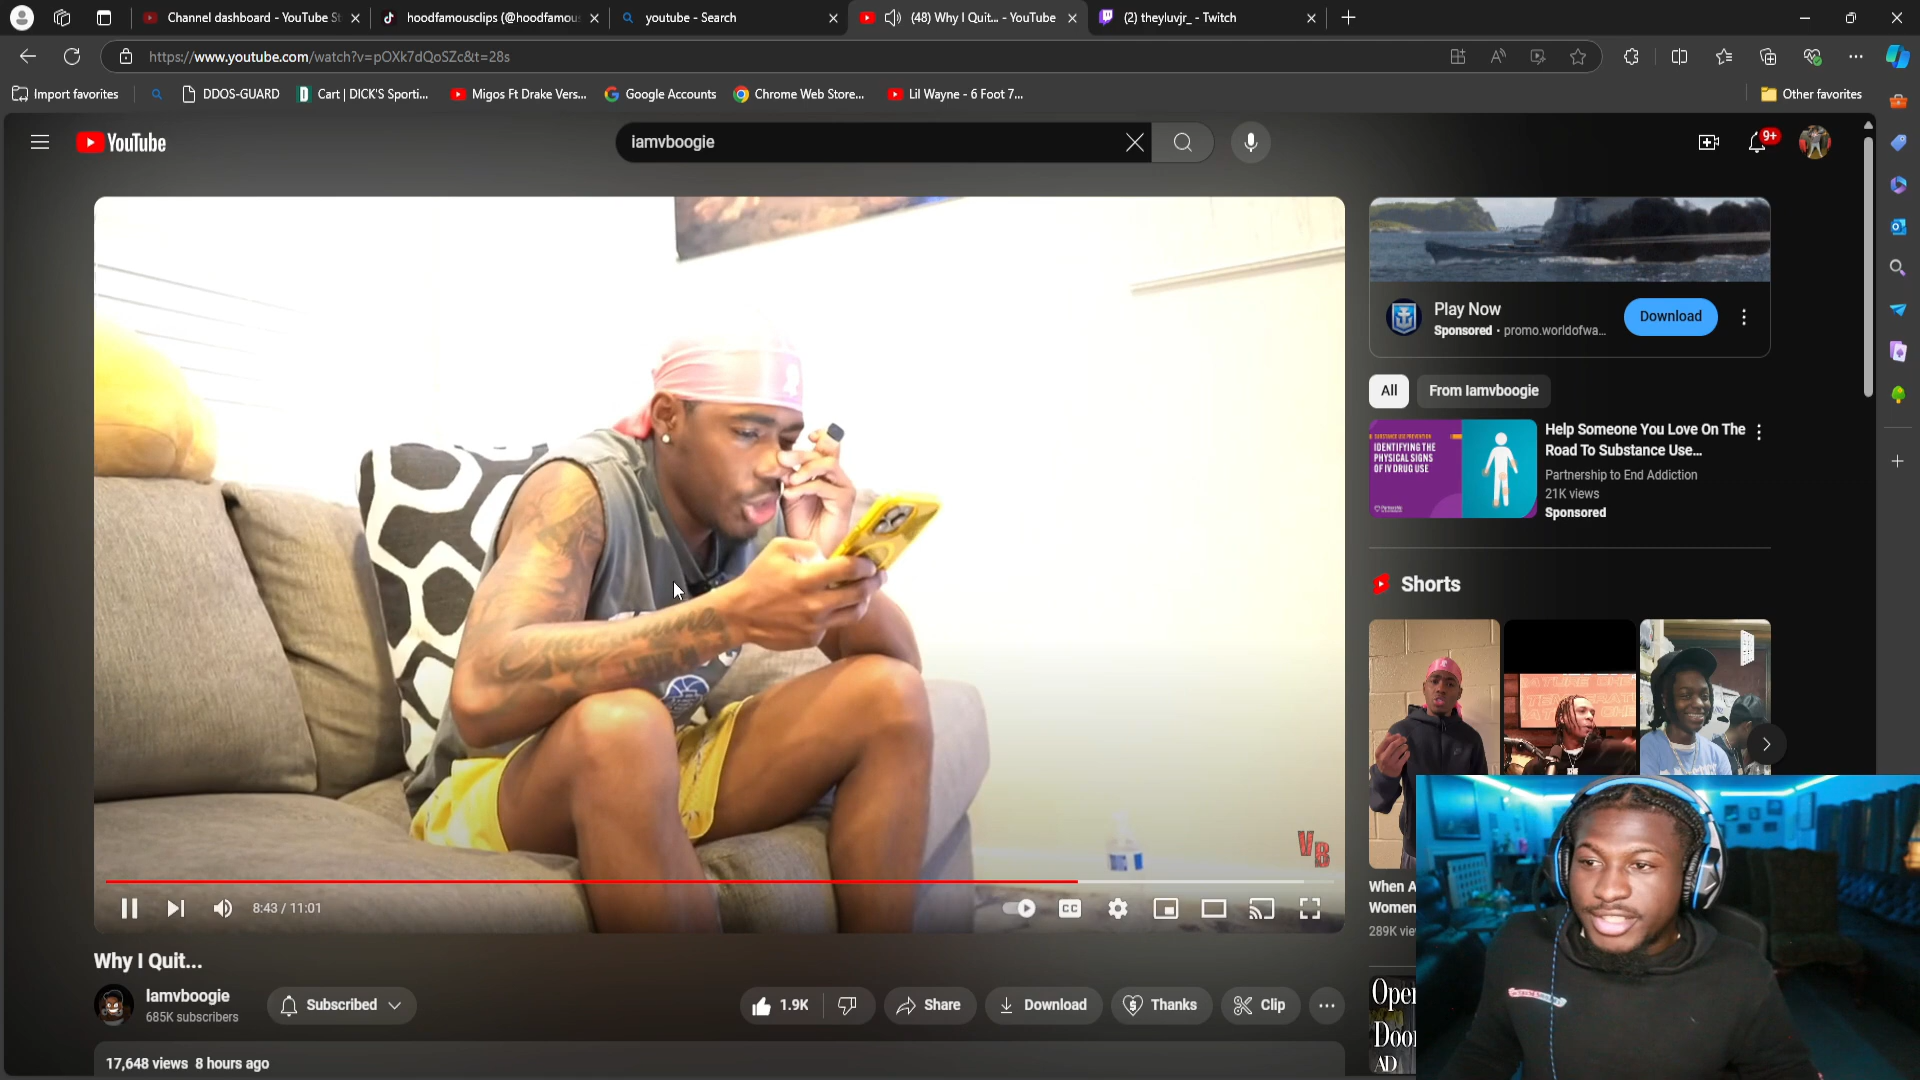 Channel dashboard - YouTube St
hoodfamousclips (@hoodfamou
youtube - Search
(48) Why I Quit... - YouTube
(2) theyluvjr_ - Twitch
https://www.youtube.com/watch?v=pOXk7dQoSZc&t=28s
Import favorites
DDOS-GUARD
Cart | DICK'S Sporti...
Migos Ft Drake Vers...
Google Accounts
Chrome Web Store...
Lil Wayne - 6 Foot 7...
Other favorites
YouTube
iamvboogie
9+
Play Now
Sponsored · promo.worldofwa...
Download
All
From Iamvboogie
IDENTIFYING THE
PHYSICAL SIGNS
OF IV DRUG USE
Help Someone You Love On The
Road To Substance Use...
Partnership to End Addiction
21K views
Sponsored
Shorts
VB
8:43 / 11:01
CC
When A
Women
289K vie
Why I Quit...
Iamvboogie
685K subscribers
Subscribed
1.9K
Share
Download
Thanks
Clip
17,648 views 8 hours ago
Open
Door
AD